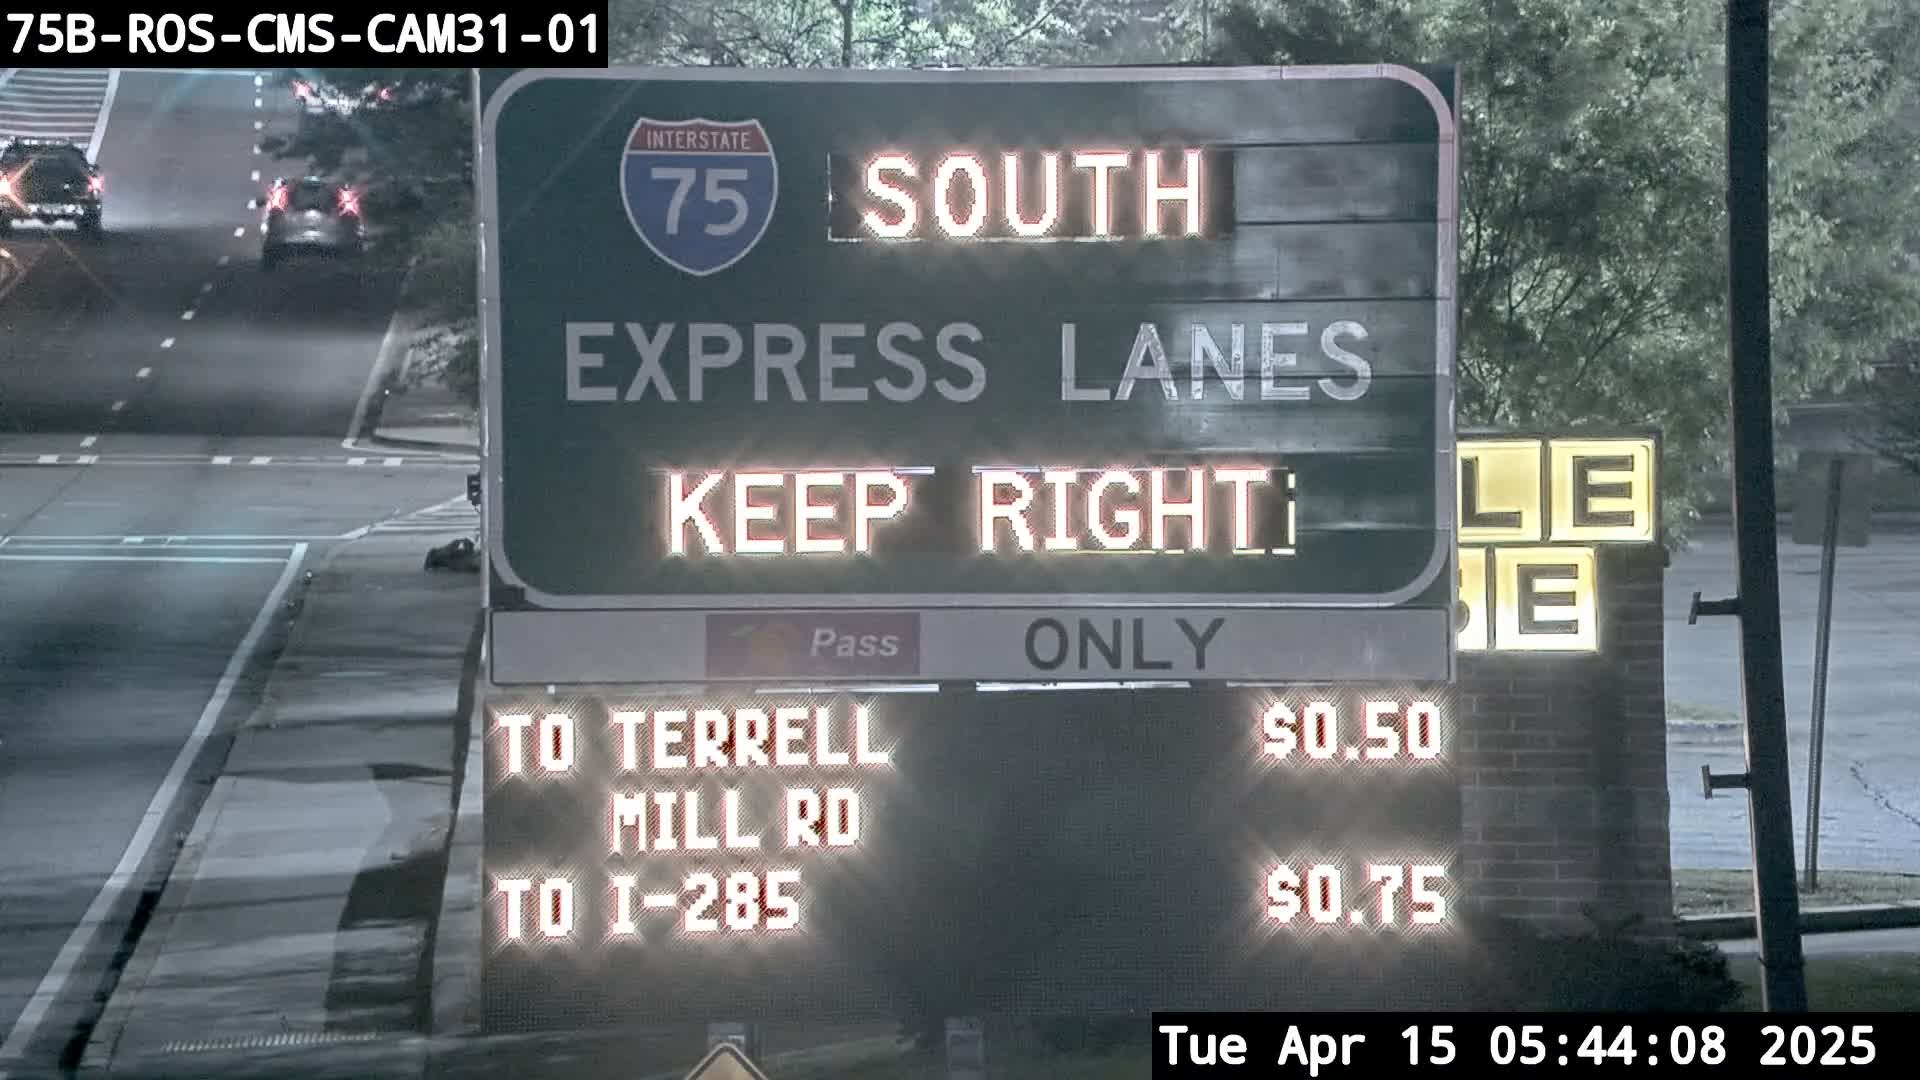 75B-ROS-CMS-CAM31-01
INTERSTATE
75
SOUTH
EXPRESS LANES
KEEP RIGHT
LE
E
Pass ONLY
TO TERRELL $0.50
MILL RD
TO I-285 $0.75
Tue Apr 15 05:44:08 2025